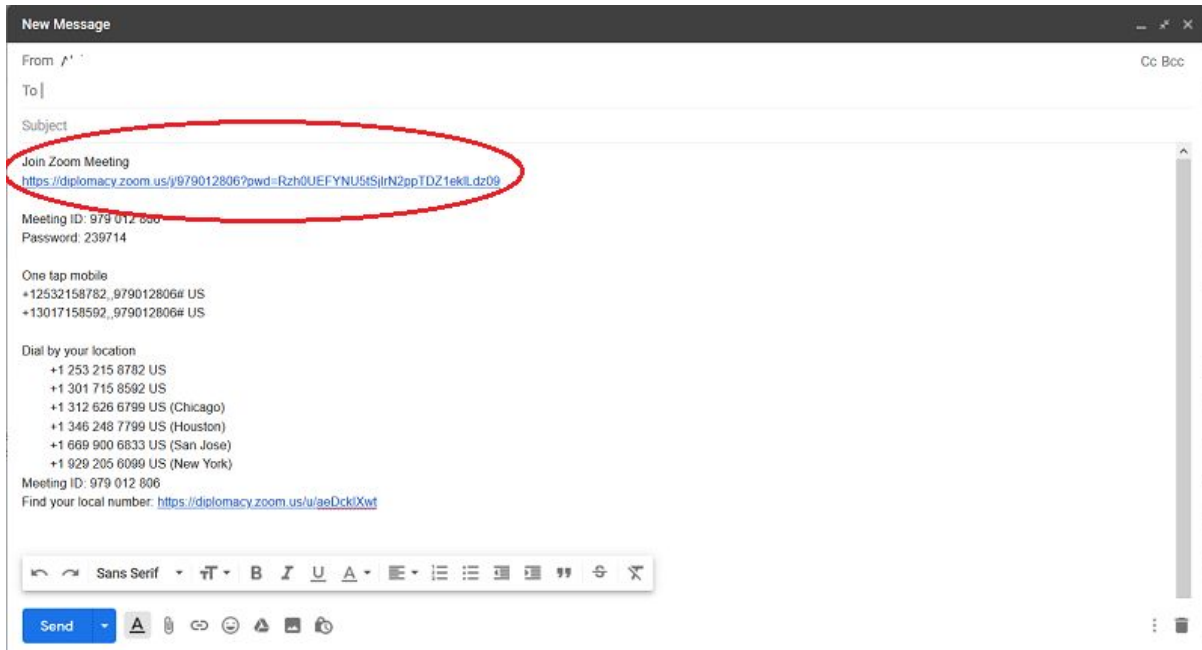 New Message
From
Cc Bcc
To
Subject
Join Zoom Meeting
https://diplomacy.zoom.us/j/979012806?pwd=Rzh0UEFYNU5tSjlrN2ppTDZ1eklLdz09
Meeting ID: 979 012 806
Password: 239714
One tap mobile
+12532158782,,979012806# US
+13017158592,,979012806# US
Dial by your location
+1 253 215 8782 US
+1 301 715 8592 US
+1 312 626 6799 US (Chicago)
+1 346 248 7799 US (Houston)
+1 669 900 6833 US (San Jose)
+1 929 205 6099 US (New York)
Meeting ID: 979 012 806
Find your local number: https://diplomacy.zoom.us/u/aeDcklXwt
Sans Serif
Send